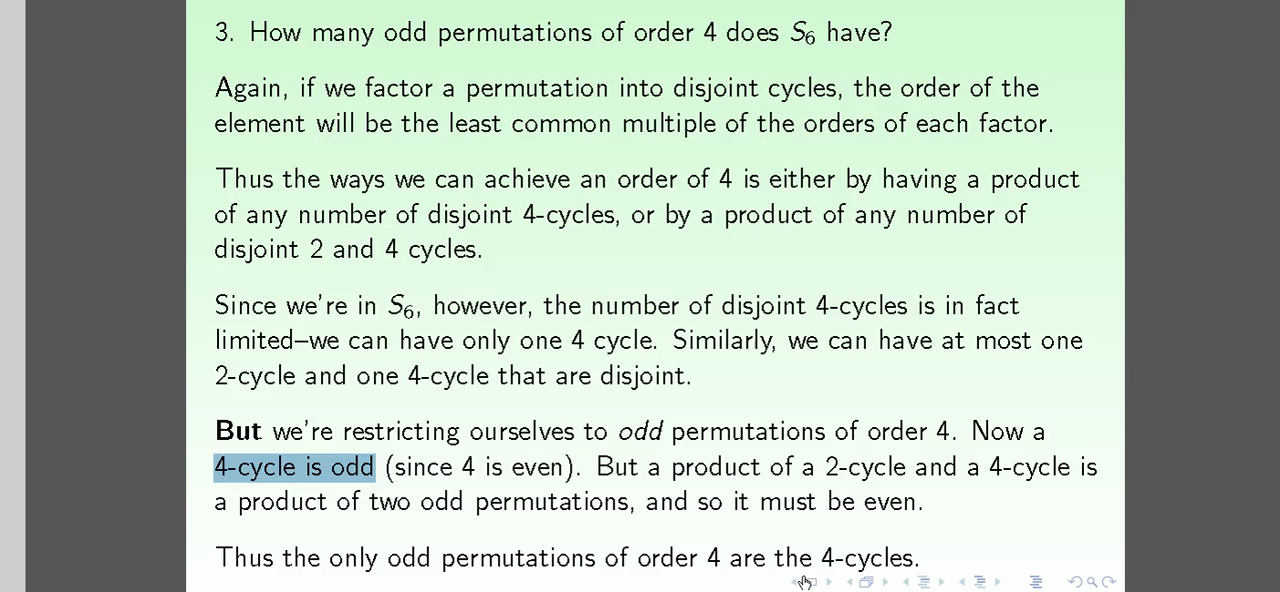 3. How many odd permutations of order 4 does S₆ have?
Again, if we factor a permutation into disjoint cycles, the order of the
element will be the least common multiple of the orders of each factor.
Thus the ways we can achieve an order of 4 is either by having a product
of any number of disjoint 4-cycles, or by a product of any number of
disjoint 2 and 4 cycles.
Since we're in S₆, however, the number of disjoint 4-cycles is in fact
limited–we can have only one 4 cycle. Similarly, we can have at most one
2-cycle and one 4-cycle that are disjoint.
But we're restricting ourselves to odd permutations of order 4. Now a
4-cycle is odd (since 4 is even). But a product of a 2-cycle and a 4-cycle is
a product of two odd permutations, and so it must be even.
Thus the only odd permutations of order 4 are the 4-cycles.